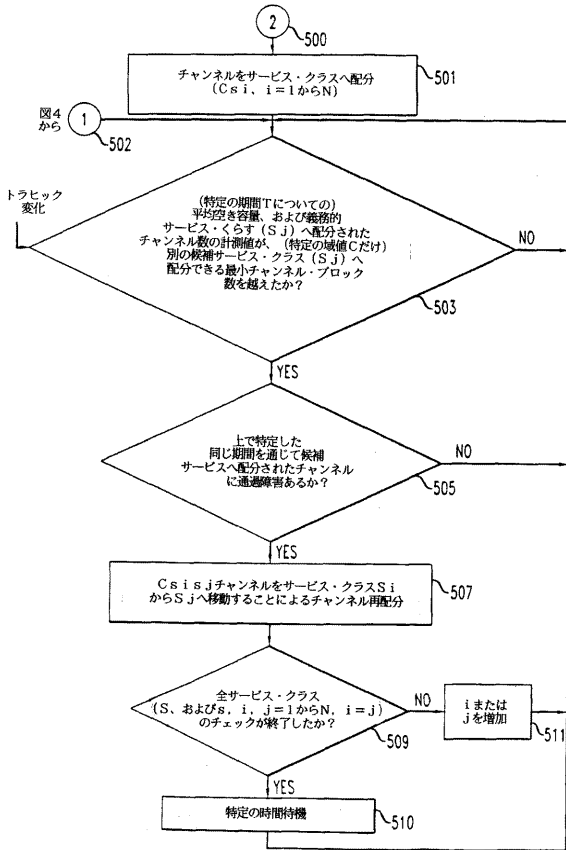 2
500
チャンネルをサービス・クラスへ配分
(Csi、i=1からN)
501
図4
から
1
502
トラヒック
変化
(特定の期間Tについての)
平均空き容量、および義務的
サービス・くらす(Sj)へ配分された
チャンネル数の計測値が、(特定の域値Cだけ)
別の候補サービス・クラス(Sj)へ
配分できる最小チャンネル・ブロック
数を越えたか?
NO
503
YES
上で特定した
同じ期間を通じて候補
サービスへ配分されたチャンネル
に通過障害あるか?
NO
505
YES
Csisjチャンネルをサービス・クラスSi
からSjへ移動することによるチャンネル再配分
507
全サービス・クラス
(S、およびs, i, j=1からN, i=j)
のチェックが終了したか?
NO
509
iまたは
jを増加
511
YES
特定の時間待機
510